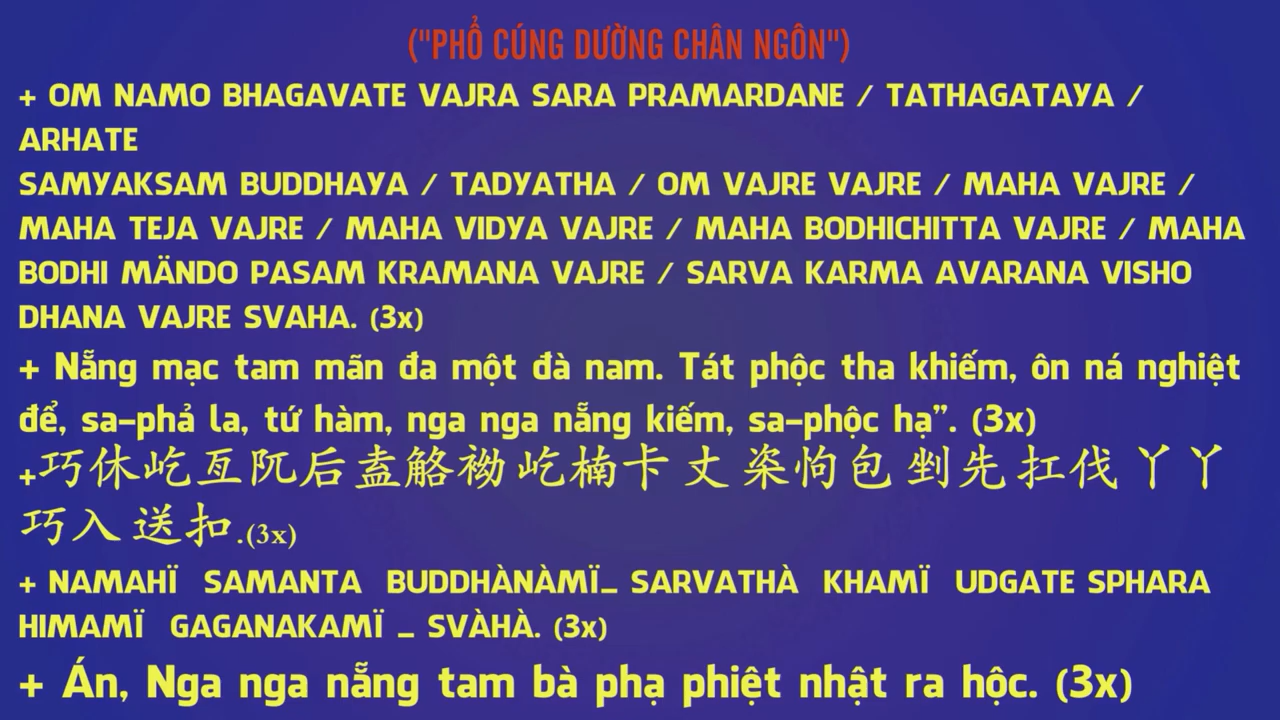 ("PHỔ CÚNG DƯỜNG CHÂN NGÔN")
+ OM NAMO BHAGAVATE VAJRA SARA PRAMARDANE / TATHAGATAYA /
ARHATE
SAMYAKSAM BUDDHAYA / TADYATHA / OM VAJRE VAJRE / MAHA VAJRE /
MAHA TEJA VAJRE / MAHA VIDYA VAJRE / MAHA BODHICHITTA VAJRE / MAHA
BODHI MÄNDO PASAM KRAMANA VAJRE / SARVA KARMA AVARANA VISHO
DHANA VAJRE SVAHA. (3x)
+ Nẵng mạc tam mãn đa một đà nam. Tát phộc tha khiếm, ôn ná nghiệt
để, sa-phả la, tứ hàm, nga nga nẵng kiếm, sa-phộc hạ”. (3x)
+巧休屹亙阢后盍觡袎屹楠卡丈柒恦包剉先扛伐丫丫
巧入送扣.(3x)
+ NAMAHÏ SAMANTA BUDDHÀNÀMÏ_ SARVATHÀ KHAMÏ UDGATE SPHARA
HIMAMÏ GAGANAKAMÏ _ SVÀHÀ. (3x)
+ Án, Nga nga nẵng tam bà phạ phiệt nhật ra hộc. (3x)